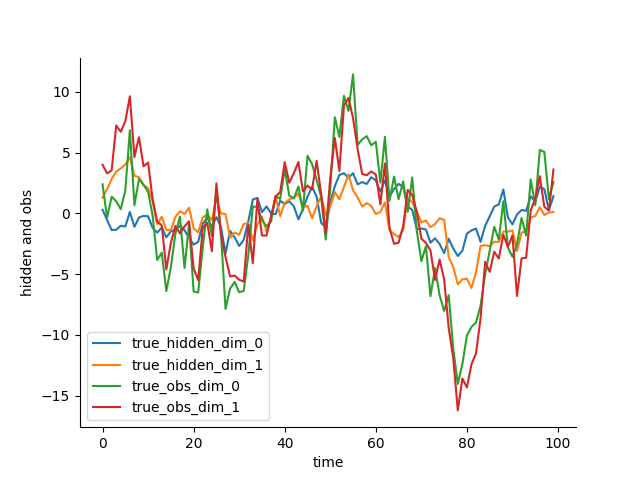 10
5
0
−5
−10
−15
hidden and obs
true_hidden_dim_0
true_hidden_dim_1
true_obs_dim_0
true_obs_dim_1
0 20 40 60 80 100
time